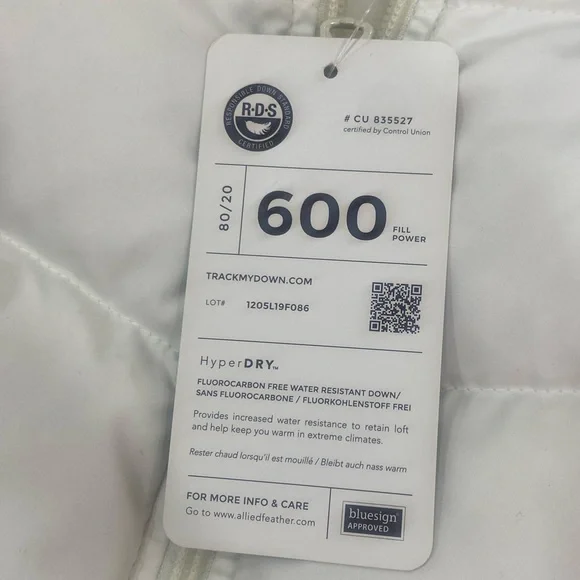 RESPONSIBLE DOWN STANDARD
R·D·S
CERTIFIED
# CU 835527
certified by Control Union
80/20
600
FILL
POWER
TRACKMYDOWN.COM
LOT# 1205L19F086
HyperDRY™
FLUOROCARBON FREE WATER RESISTANT DOWN/
SANS FLUOROCARBONE / FLUORKOHLENSTOFF FREI
Provides increased water resistance to retain loft
and help keep you warm in extreme climates.
Rester chaud lorsqu'il est mouillé / Bleibt auch nass warm
FOR MORE INFO & CARE
Go to www.alliedfeather.com
bluesign®
APPROVED